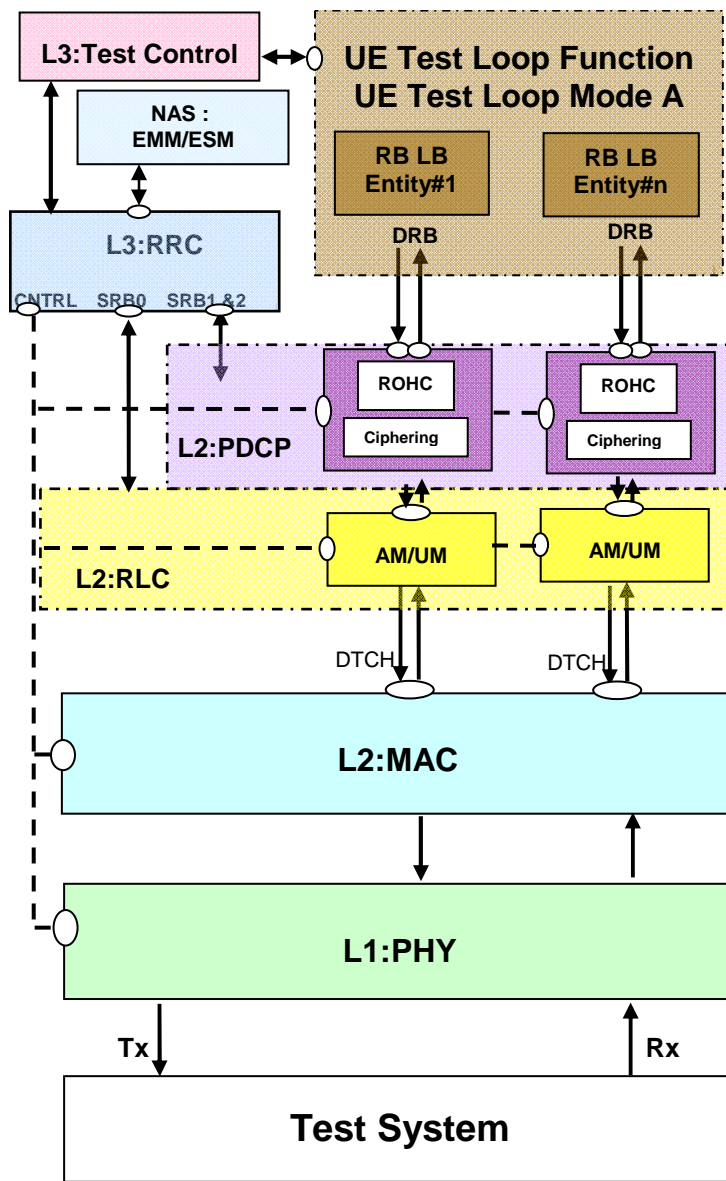 L3:Test Control
UE Test Loop Function
UE Test Loop Mode A
NAS :
EMM/ESM
RB LB
Entity#1
RB LB
Entity#n
DRB
DRB
L3:RRC
CNTRL SRB0 SRB1 &2
ROHC
ROHC
Ciphering
Ciphering
L2:PDCP
AM/UM
AM/UM
L2:RLC
DTCH
DTCH
L2:MAC
L1:PHY
Tx
Rx
Test System